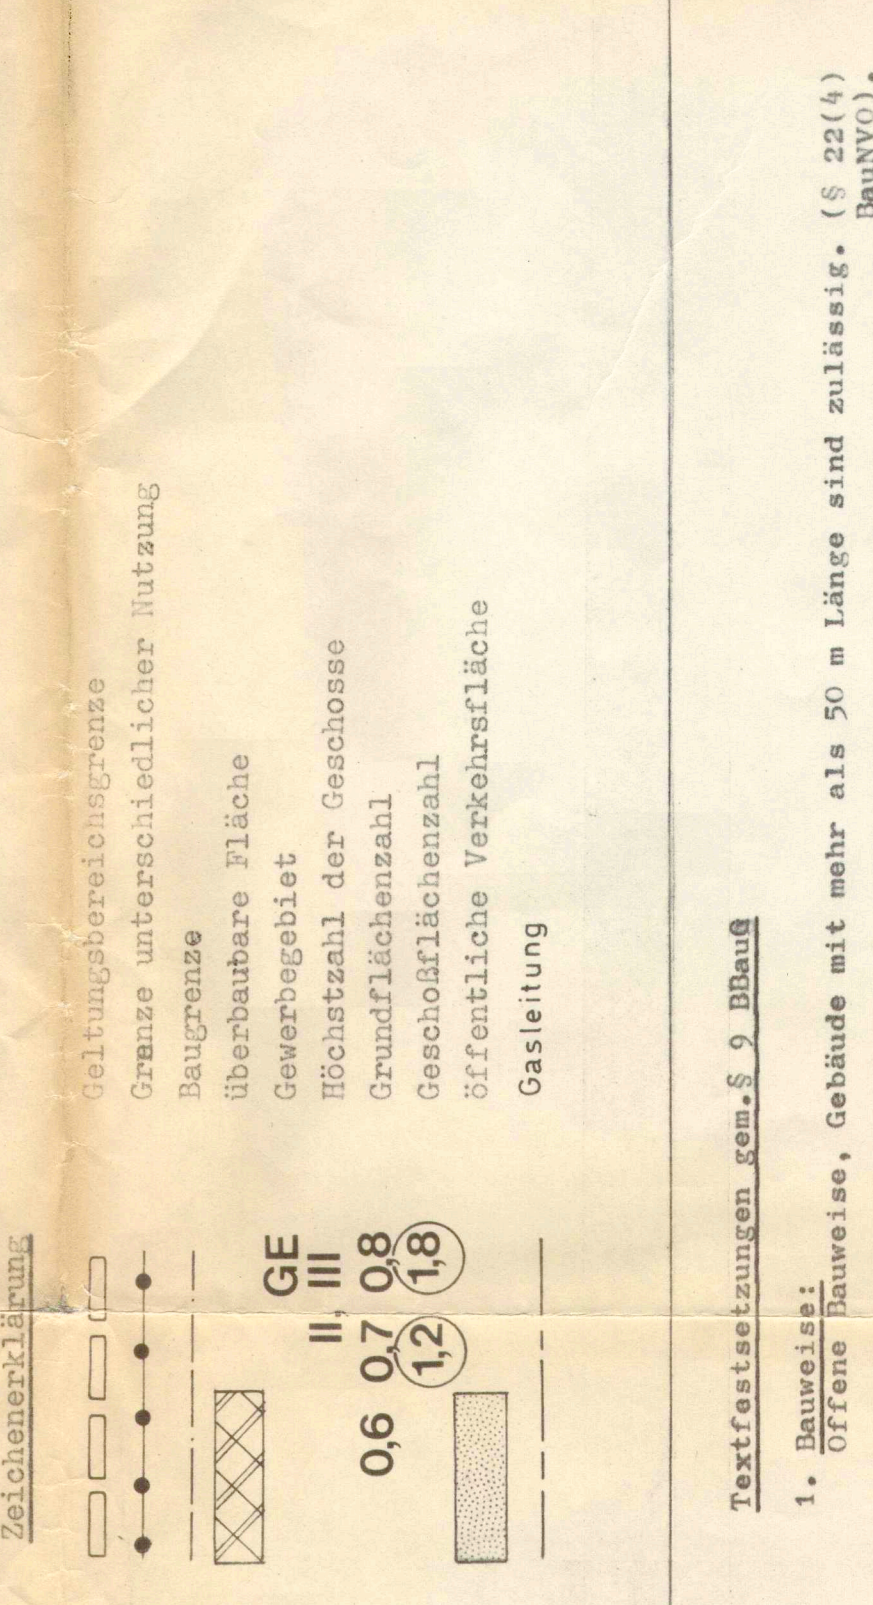 Zeichenerklärung
Geltungsbereichsgrenze
Grenze unterschiedlicher Nutzung
Baugrenze
überbaubare Fläche
GE Gewerbegebiet
II, III Höchstzahl der Geschosse
0,6 0,7 0,8 Grundflächenzahl
1,2 1,8 Geschoßflächenzahl
öffentliche Verkehrsfläche
Gasleitung
Textfestsetzungen gem.§ 9 BBauG
1. Bauweise:
Offene Bauweise, Gebäude mit mehr als 50 m Länge sind zulässig. (§ 22(4)
BauNVO).